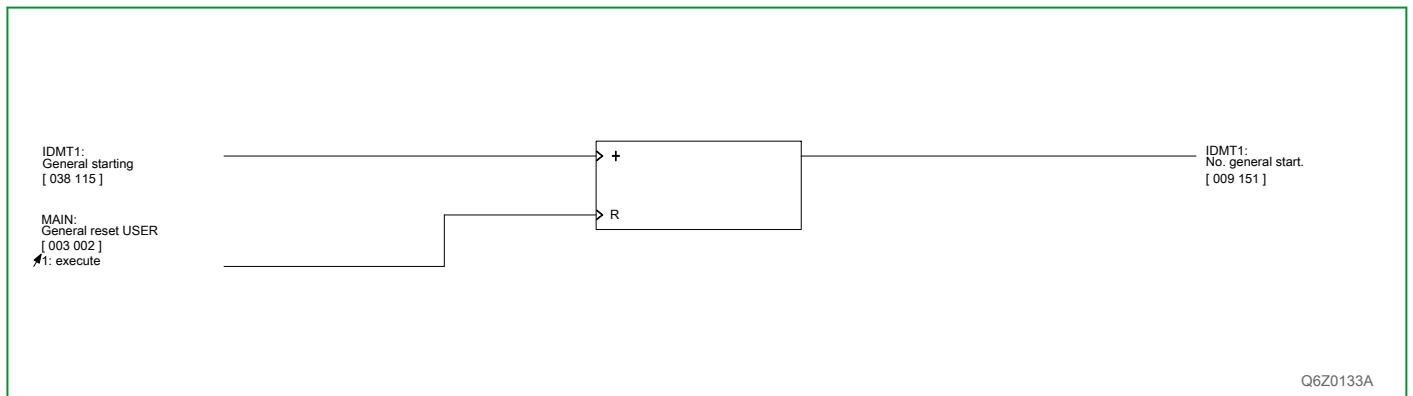 IDMT1:
General starting
[ 038 115 ]
MAIN:
General reset USER
[ 003 002 ]
1: execute
+
R
IDMT1:
No. general start.
[ 009 151 ]
Q6Z0133A